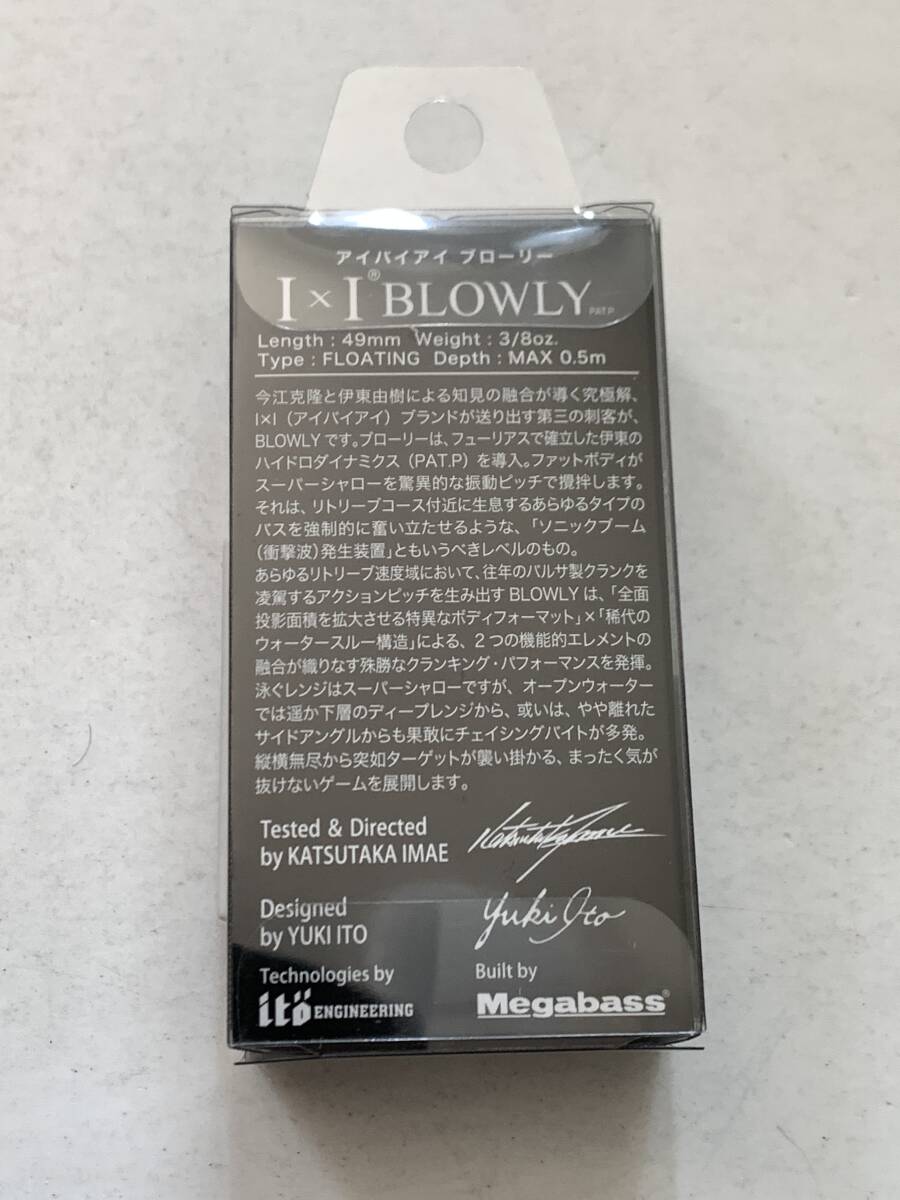 アイバイアイ ブローリー
I×I® BLOWLY PAT.P
Length : 49mm Weight : 3/8oz.
Type : FLOATING Depth : MAX 0.5m
今江克隆と伊東由樹による知見の融合が導く究極解、
I×I（アイバイアイ）ブランドが送り出す第三の刺客が、
BLOWLYです。ブローリーは、フューリアスで確立した伊東の
ハイドロダイナミクス（PAT.P）を導入。ファットボディが
スーパーシャローを驚異的な振動ピッチで攪拌します。
それは、リトリーブコース付近に生息するあらゆるタイプの
バスを強制的に奮い立たせるような、「ソニックブーム
（衝撃波）発生装置」ともいうべきレベルのもの。
あらゆるリトリーブ速度域において、往年のバルサ製クランクを
凌駕するアクションピッチを生み出すBLOWLYは、「全面
投影面積を拡大させる特異なボディフォーマット」×「稀代の
ウォータースルー構造」による、2つの機能的エレメントの
融合が織りなす殊勝なクランキング・パフォーマンスを発揮。
泳ぐレンジはスーパーシャローですが、オープンウォーター
では遥か下層のディープレンジから、或いは、やや離れた
サイドアングルからも果敢にチェイシングバイトが多発。
縦横無尽から突如ターゲットが襲い掛かる、まったく気が
抜けないゲームを展開します。
Tested & Directed
by KATSUTAKA IMAE
Katsutaka Imae
Designed
by YUKI ITO
Yuki Ito
Technologies by
itö ENGINEERING
Built by
Megabass®